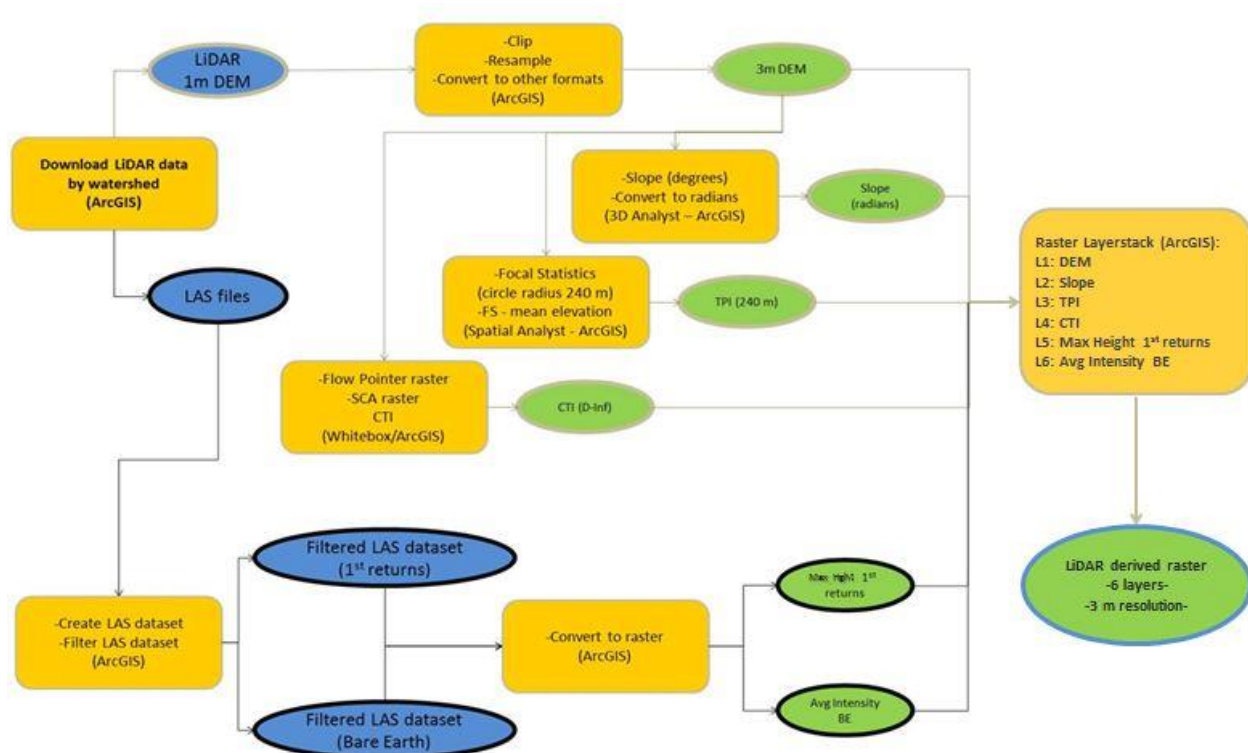 LiDAR
1m DEM
-Clip
-Resample
-Convert to other formats
(ArcGIS)
3m DEM
Download LiDAR data
by watershed
(ArcGIS)
-Slope (degrees)
-Convert to radians
(3D Analyst – ArcGIS)
Slope
(radians)
LAS files
-Focal Statistics
(circle radius 240 m)
-FS - mean elevation
(Spatial Analyst - ArcGIS)
TPI (240 m)
-Flow Pointer raster
-SCA raster
CTI
(Whitebox/ArcGIS)
CTI (D-Inf)
Raster Layerstack (ArcGIS):
L1: DEM
L2: Slope
L3: TPI
L4: CTI
L5: Max Height 1st returns
L6: Avg Intensity BE
Filtered LAS dataset
(1st returns)
-Create LAS dataset
-Filter LAS dataset
(ArcGIS)
Filtered LAS dataset
(Bare Earth)
-Convert to raster
(ArcGIS)
Max Hght 1st
returns
Avg Intensity
BE
LiDAR derived raster
-6 layers-
-3 m resolution-